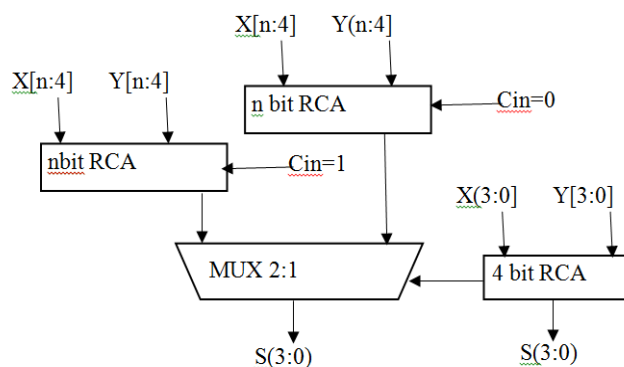 X[n:4] Y(n:4]
X[n:4] Y[n:4]
n bit RCA
Cin=0
nbit RCA
Cin=1
X(3:0] Y[3:0]
MUX 2:1
4 bit RCA
S(3:0)
S(3:0)